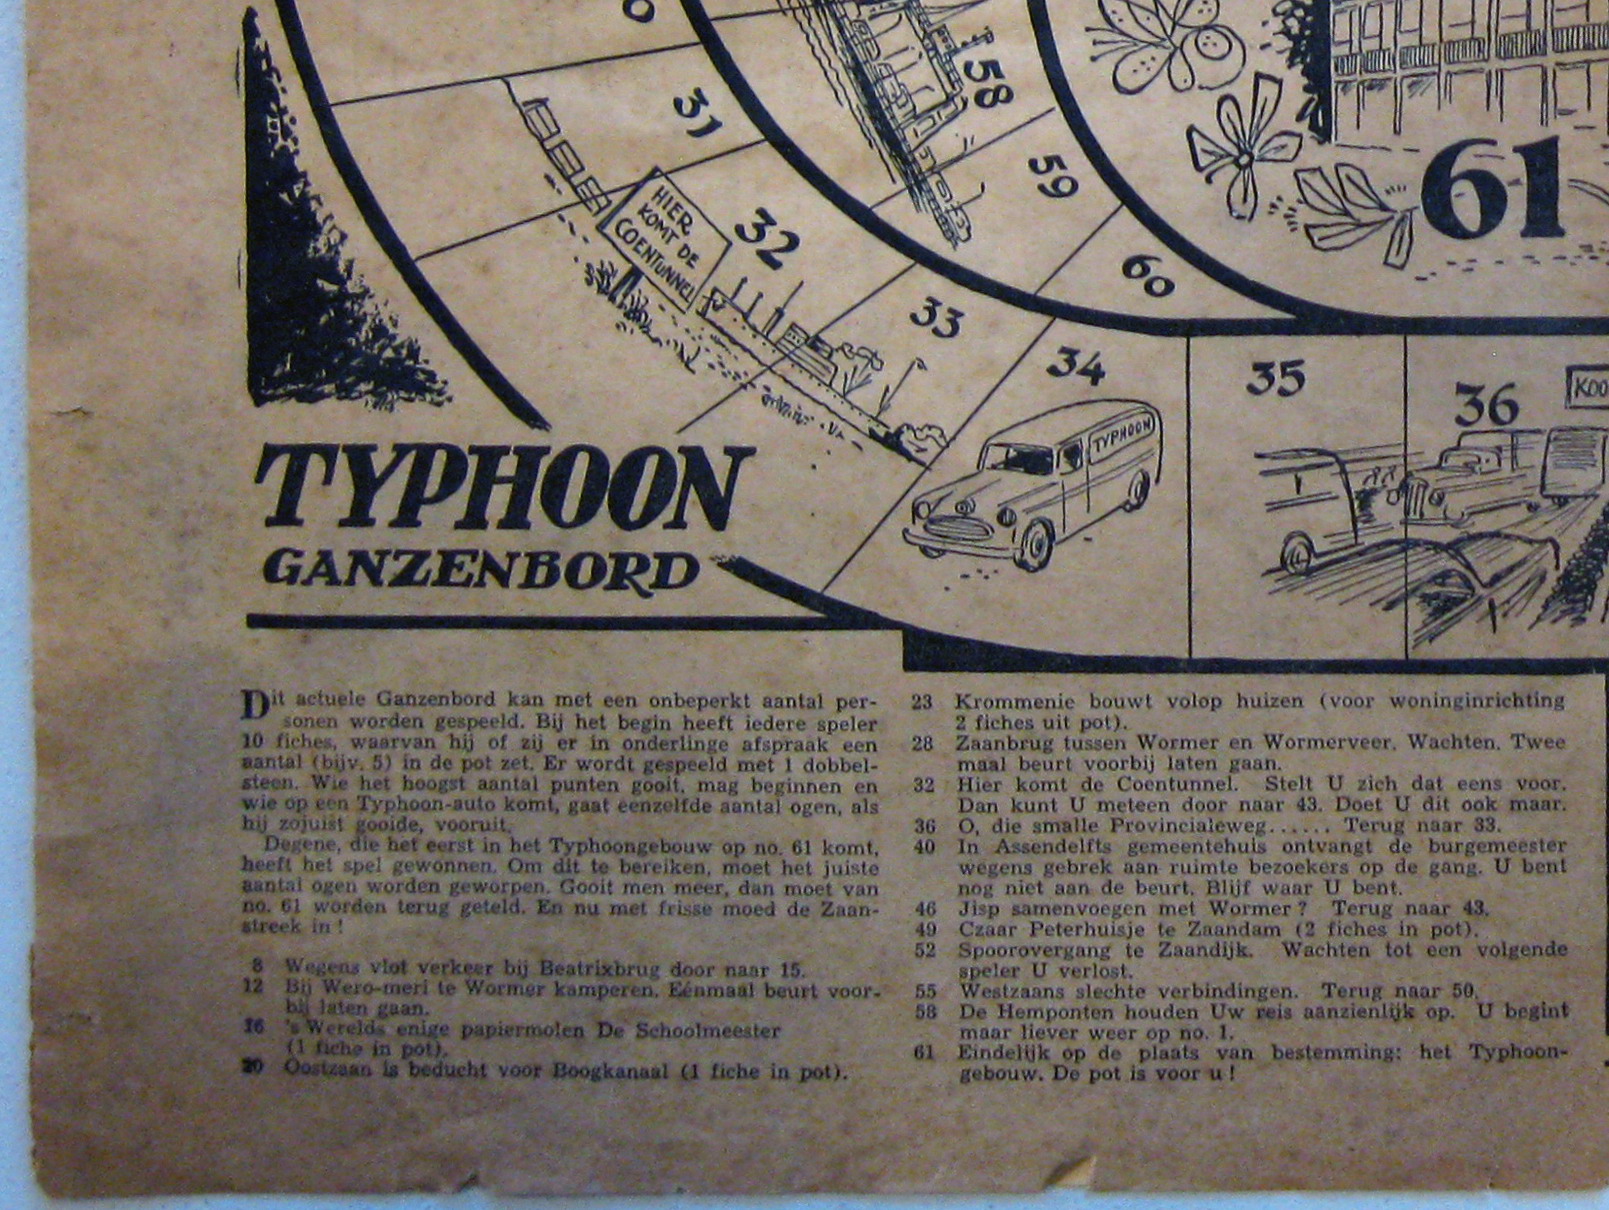 58
31
59
61
HIER
KOMT DE
COENTUNNEL
32
60
33
34
TYPHOON
35
36
TYPHOON
GANZENBORD
Dit actuele Ganzenbord kan met een onbeperkt aantal per-
sonen worden gespeeld. Bij het begin heeft iedere speler
10 fiches, waarvan hij of zij er in onderlinge afspraak een
aantal (bijv. 5) in de pot zet. Er wordt gespeeld met 1 dobbel-
steen. Wie het hoogst aantal punten gooit, mag beginnen en
wie op een Typhoon-auto komt, gaat eenzelfde aantal ogen, als
hij zojuist gooide, vooruit.
Degene, die het eerst in het Typhoongebouw op no. 61 komt,
heeft het spel gewonnen. Om dit te bereiken, moet het juiste
aantal ogen worden geworpen. Gooit men meer, dan moet van
no. 61 worden terug geteld. En nu met frisse moed de Zaan-
streek in !
8 Wegens vlot verkeer bij Beatrixbrug door naar 15.
12 Bij Wero-meri te Wormer kamperen. Eénmaal beurt voor-
bij laten gaan.
16 's Werelds enige papiermolen De Schoolmeester
(1 fiche in pot).
20 Oostzaan is beducht voor Boogkanaal (1 fiche in pot).
23 Krommenie bouwt volop huizen (voor woninginrichting
2 fiches uit pot).
28 Zaanbrug tussen Wormer en Wormerveer. Wachten. Twee
maal beurt voorbij laten gaan.
32 Hier komt de Coentunnel. Stelt U zich dat eens voor.
Dan kunt U meteen door naar 43. Doet U dit ook maar.
36 O, die smalle Provincialeweg...... Terug naar 33.
40 In Assendelfts gemeentehuis ontvangt de burgemeester
wegens gebrek aan ruimte bezoekers op de gang. U bent
nog niet aan de beurt. Blijf waar U bent.
46 Jisp samenvoegen met Wormer ? Terug naar 43.
49 Czaar Peterhuisje te Zaandam (2 fiches in pot).
52 Spoorovergang te Zaandijk. Wachten tot een volgende
speler U verlost.
55 Westzaans slechte verbindingen. Terug naar 50.
58 De Hemponten houden Uw reis aanzienlijk op. U begint
maar liever weer op no. 1.
61 Eindelijk op de plaats van bestemming: het Typhoon-
gebouw. De pot is voor u !